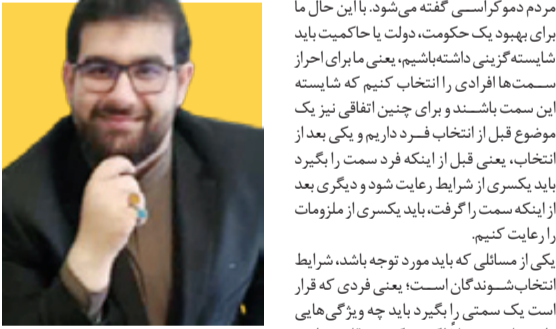 مردم دموکراسی گفته می‌شود. با این حال ما
برای بهبود یک حکومت، دولت یا حاکمیت باید
شایسته‌گزینی داشته‌باشیم، یعنی ما برای احراز
سمت‌ها افرادی را انتخاب کنیم که شایسته
این سمت باشند و برای چنین اتفاقی نیز یک
موضوع قبل از انتخاب فرد داریم و یکی بعد از
انتخاب، یعنی قبل از اینکه فرد سمت را بگیرد
باید یکسری از شرایط رعایت شود و دیگری بعد
از اینکه سمت را گرفت، باید یکسری از ملزومات
را رعایت کنیم.
یکی از مسائلی که باید مورد توجه باشد، شرایط
انتخاب‌شوندگان است؛ یعنی فردی که قرار
است یک سمتی را بگیرد باید چه ویژگی‌هایی